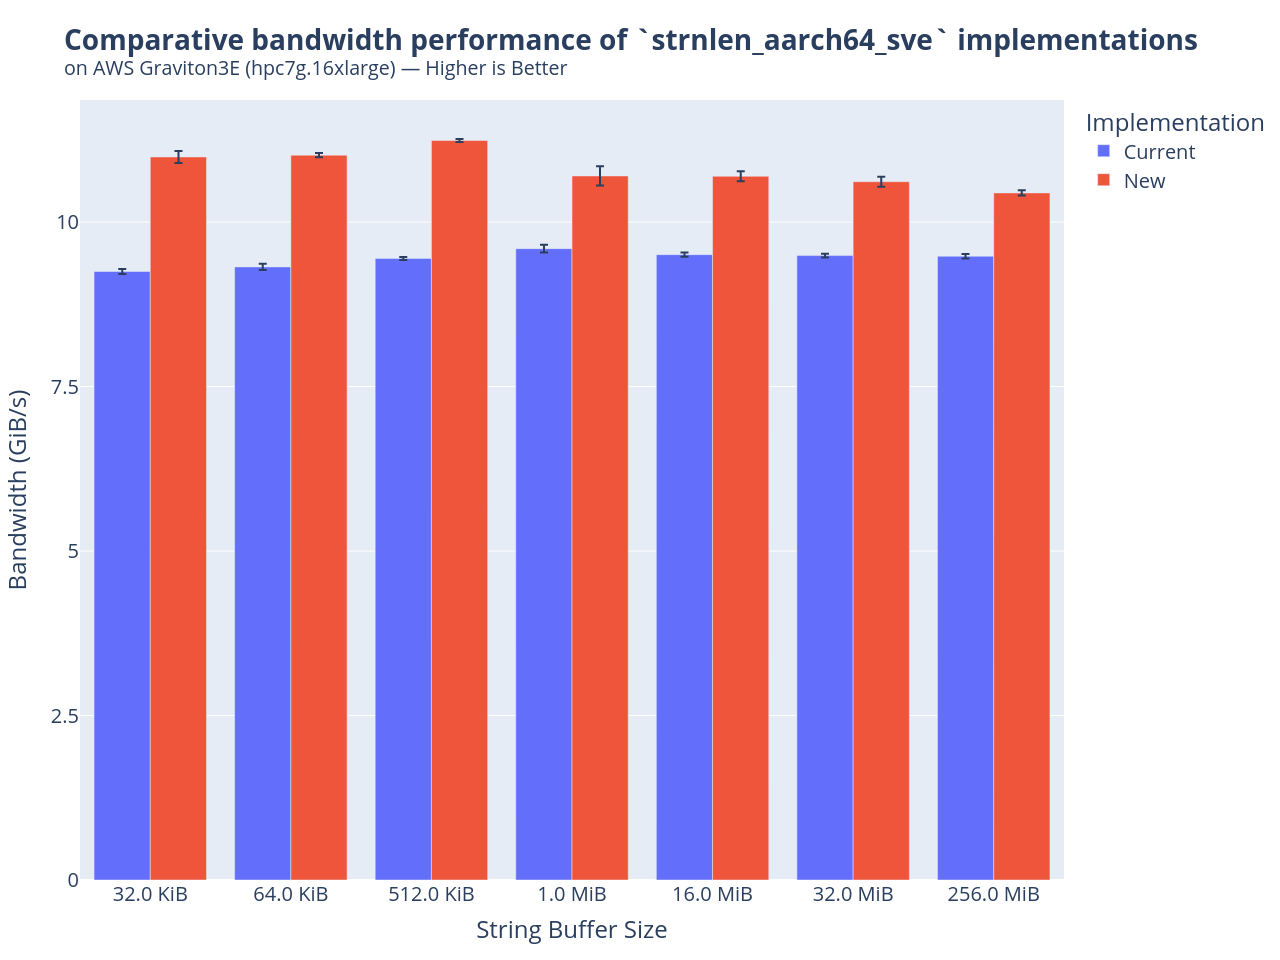 Comparative bandwidth performance of `strnlen_aarch64_sve` implementations
on AWS Graviton3E (hpc7g.16xlarge) — Higher is Better
Implementation
Current
New
Bandwidth (GiB/s)
10
7.5
5
2.5
0
32.0 KiB
64.0 KiB
512.0 KiB
1.0 MiB
16.0 MiB
32.0 MiB
256.0 MiB
String Buffer Size